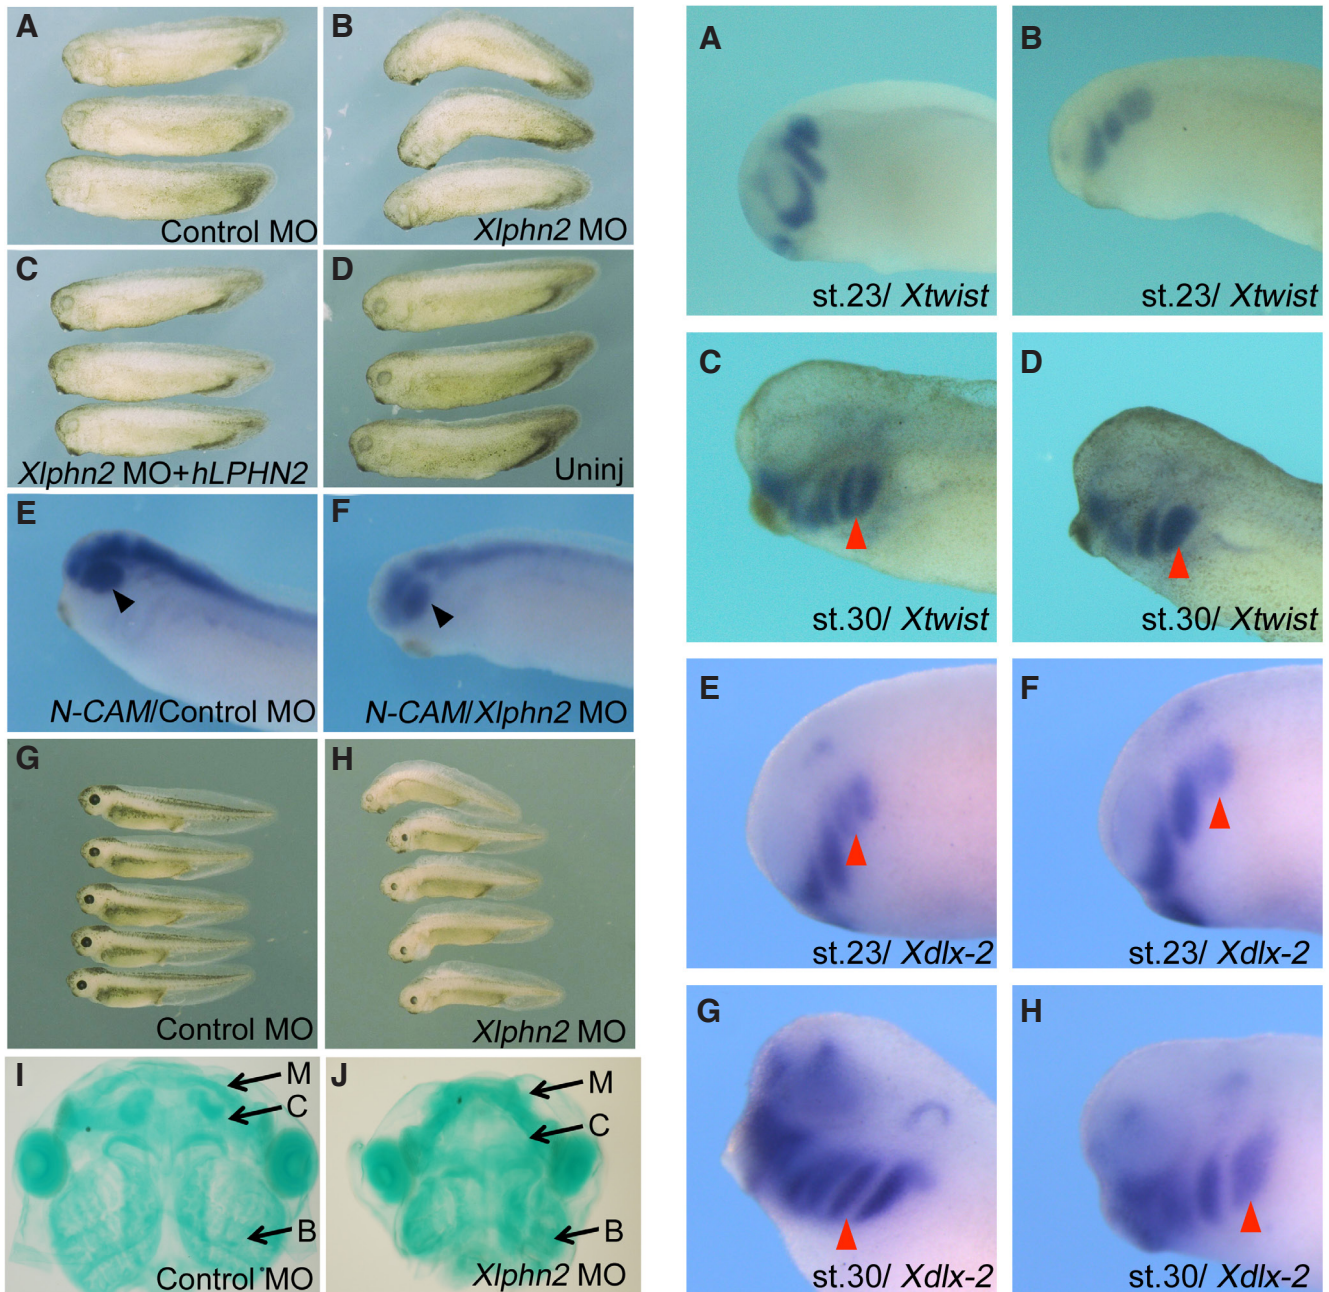 A
Control MO
B
Xlphn2 MO
C
Xlphn2 MO+hLPHN2
D
Uninj
E
N-CAM/Control MO
F
N-CAM/Xlphn2 MO
G
Control MO
H
Xlphn2 MO
I
M
C
B
Control MO
J
M
C
B
Xlphn2 MO
A
st.23/ Xtwist
B
st.23/ Xtwist
C
st.30/ Xtwist
D
st.30/ Xtwist
E
st.23/ Xdlx-2
F
st.23/ Xdlx-2
G
st.30/ Xdlx-2
H
st.30/ Xdlx-2